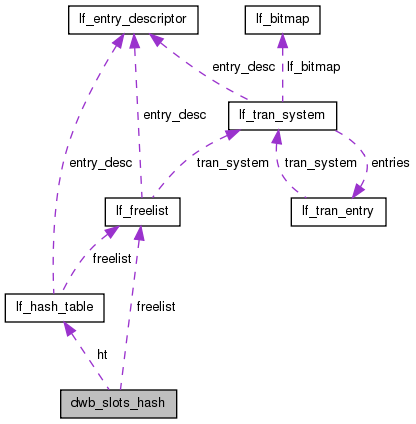 lf_entry_descriptor
lf_bitmap
entry_desc
lf_bitmap
entry_desc
lf_tran_system
entry_desc
tran_system
tran_system
entries
lf_freelist
lf_tran_entry
freelist
lf_hash_table
freelist
ht
dwb_slots_hash